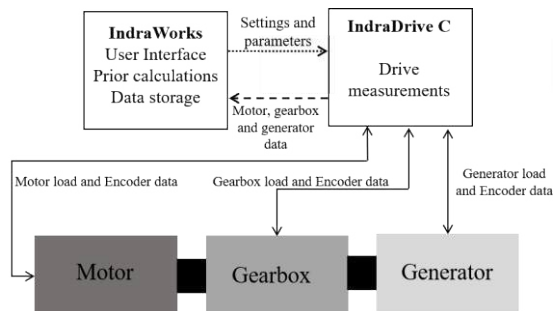 IndraWorks
User Interface
Prior calculations
Data storage
Settings and
parameters
IndraDrive C
Drive
measurements
Motor, gearbox
and generator
data
Motor load and Encoder data
Gearbox load and Encoder data
Generator load
and Encoder data
Motor
Gearbox
Generator